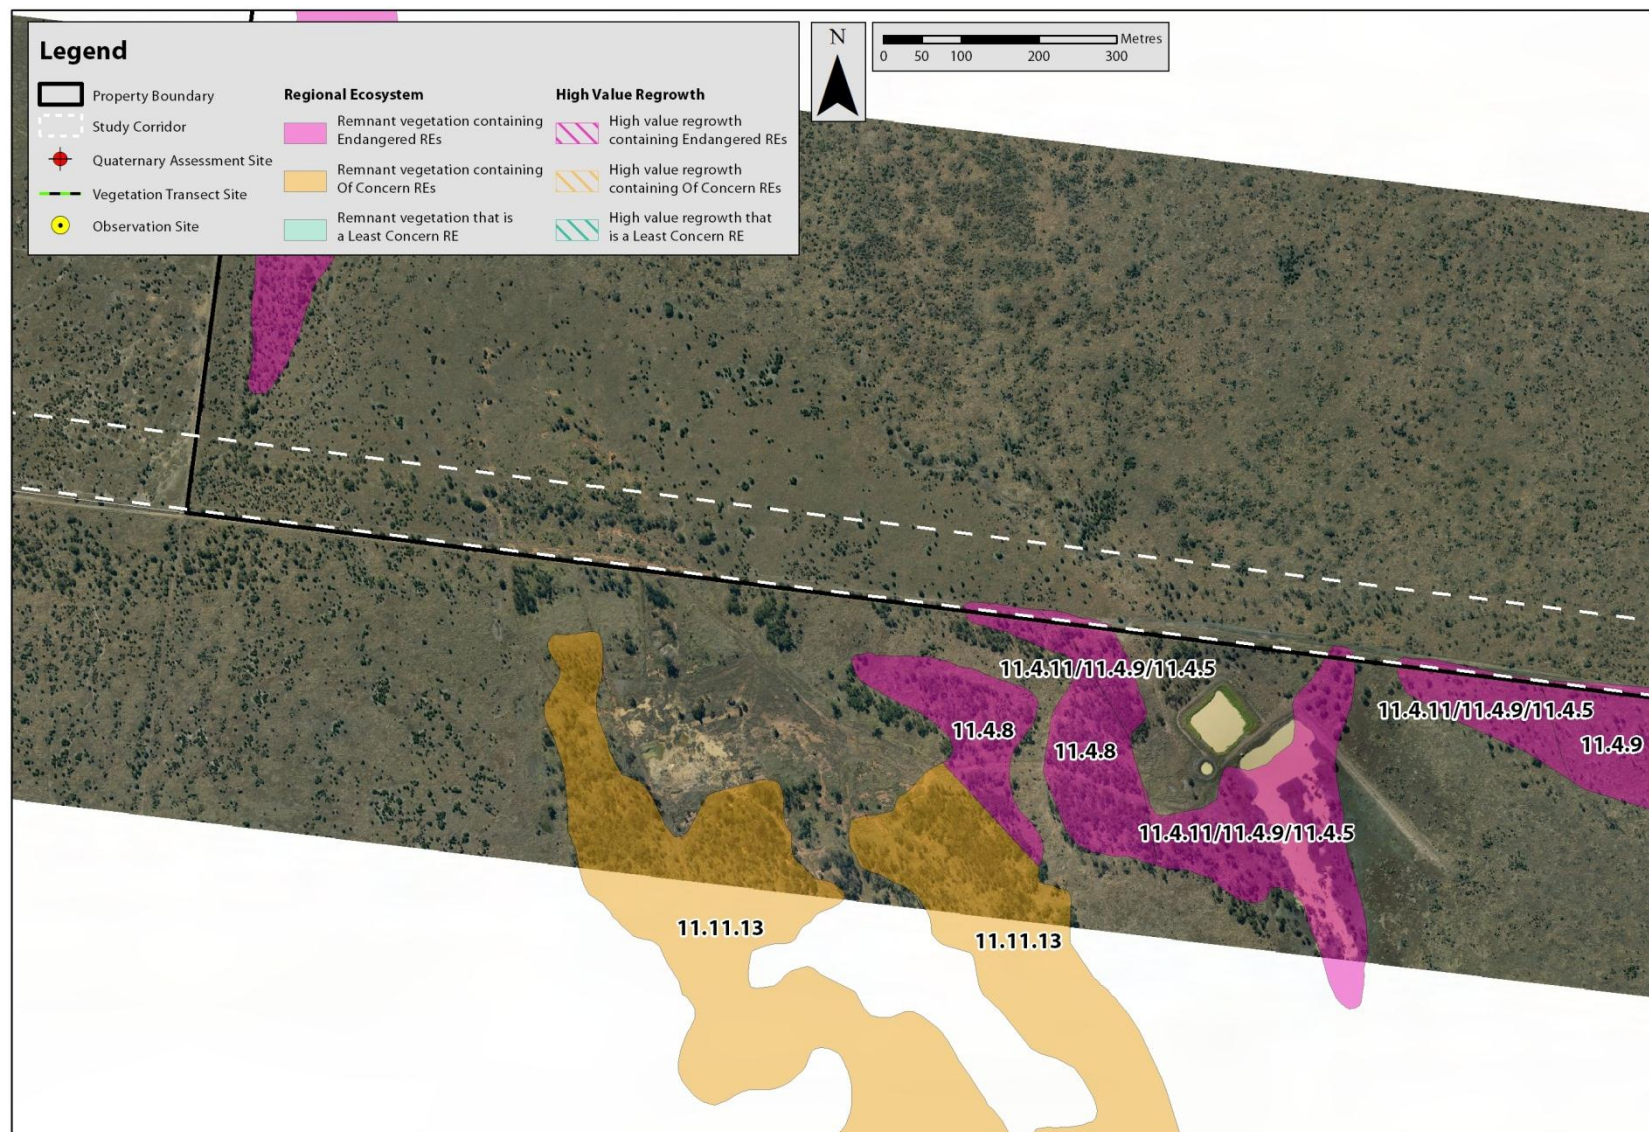 Legend
Property Boundary
Study Corridor
Quaternary Assessment Site
Vegetation Transect Site
Observation Site
Regional Ecosystem
Remnant vegetation containing
Endangered REs
Remnant vegetation containing
Of Concern REs
Remnant vegetation that is
a Least Concern RE
High Value Regrowth
High value regrowth
containing Endangered REs
High value regrowth
containing Of Concern REs
High value regrowth that
is a Least Concern RE
N
Metres
0 50 100 200 300
11.4.11/11.4.9/11.4.5
11.4.8
11.4.8
11.4.11/11.4.9/11.4.5
11.4.9
11.4.11/11.4.9/11.4.5
11.11.13
11.11.13